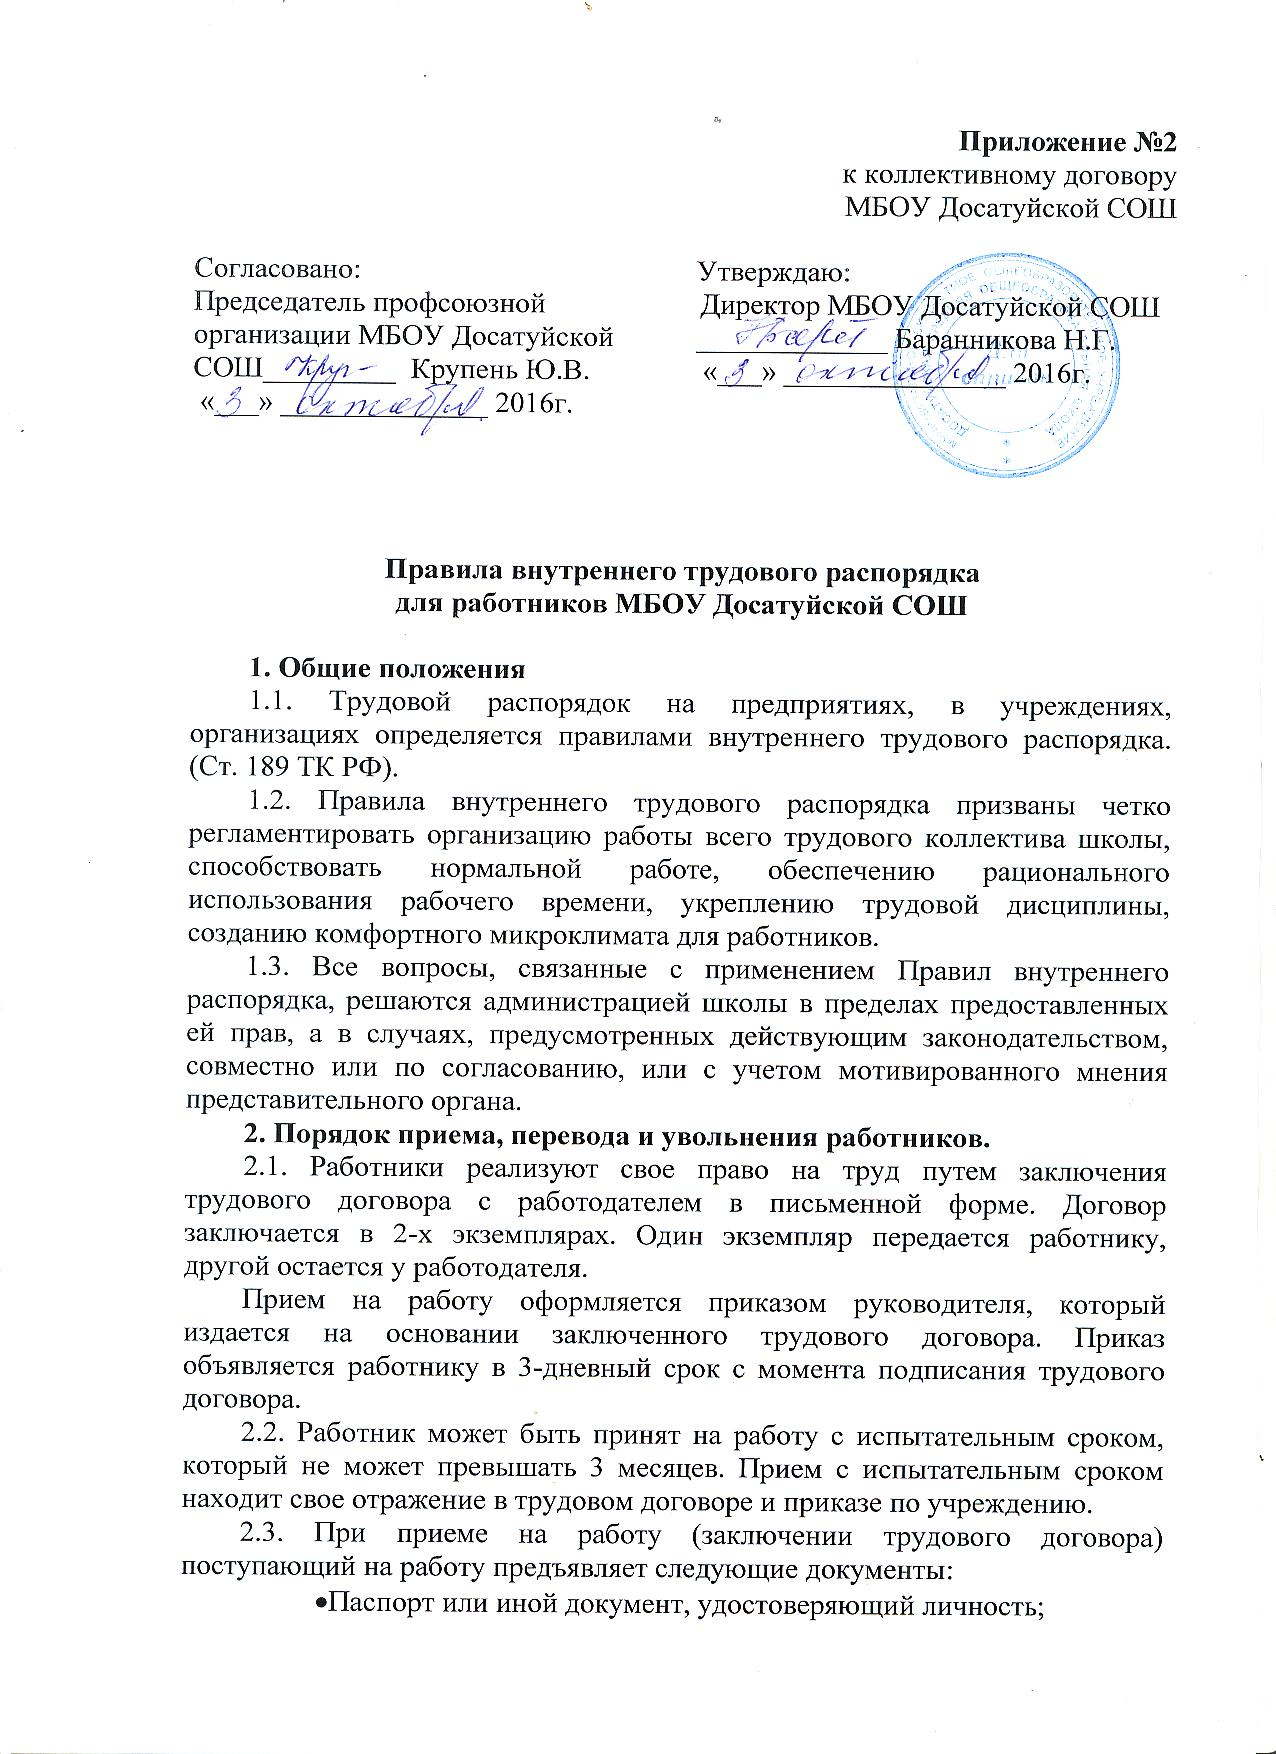 Приложение №2
к коллективному договору
МБОУ Досатуйской СОШ
Согласовано:
Председатель профсоюзной
организации МБОУ Досатуйской
СОШ_________ Крупень Ю.В.
«3» октября 2016г.
Утверждаю:
Директор МБОУ Досатуйской СОШ
_____________ Баранникова Н.Г.
«3» октября 2016г.
Правила внутреннего трудового распорядка
для работников МБОУ Досатуйской СОШ
1. Общие положения
1.1. Трудовой распорядок на предприятиях, в учреждениях,
организациях определяется правилами внутреннего трудового распорядка.
(Ст. 189 ТК РФ).
1.2. Правила внутреннего трудового распорядка призваны четко
регламентировать организацию работы всего трудового коллектива школы,
способствовать нормальной работе, обеспечению рационального
использования рабочего времени, укреплению трудовой дисциплины,
созданию комфортного микроклимата для работников.
1.3. Все вопросы, связанные с применением Правил внутреннего
распорядка, решаются администрацией школы в пределах предоставленных
ей прав, а в случаях, предусмотренных действующим законодательством,
совместно или по согласованию, или с учетом мотивированного мнения
представительного органа.
2. Порядок приема, перевода и увольнения работников.
2.1. Работники реализуют свое право на труд путем заключения
трудового договора с работодателем в письменной форме. Договор
заключается в 2-х экземплярах. Один экземпляр передается работнику,
другой остается у работодателя.
Прием на работу оформляется приказом руководителя, который
издается на основании заключенного трудового договора. Приказ
объявляется работнику в 3-дневный срок с момента подписания трудового
договора.
2.2. Работник может быть принят на работу с испытательным сроком,
который не может превышать 3 месяцев. Прием с испытательным сроком
находит свое отражение в трудовом договоре и приказе по учреждению.
2.3. При приеме на работу (заключении трудового договора)
поступающий на работу предъявляет следующие документы:
•Паспорт или иной документ, удостоверяющий личность;